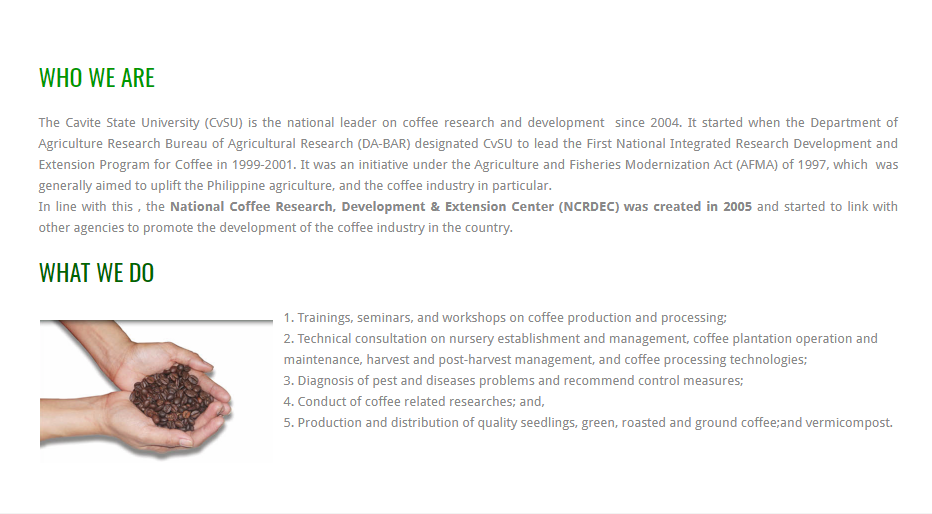 WHO WE ARE
The Cavite State University (CvSU) is the national leader on coffee research and development  since 2004. It started when the Department of
Agriculture Research Bureau of Agricultural Research (DA-BAR) designated CvSU to lead the First National Integrated Research Development and
Extension Program for Coffee in 1999-2001. It was an initiative under the Agriculture and Fisheries Modernization Act (AFMA) of 1997, which  was
generally aimed to uplift the Philippine agriculture, and the coffee industry in particular.
In line with this , the National Coffee Research, Development & Extension Center (NCRDEC) was created in 2005 and started to link with
other agencies to promote the development of the coffee industry in the country.
WHAT WE DO
1. Trainings, seminars, and workshops on coffee production and processing;
2. Technical consultation on nursery establishment and management, coffee plantation operation and
maintenance, harvest and post-harvest management, and coffee processing technologies;
3. Diagnosis of pest and diseases problems and recommend control measures;
4. Conduct of coffee related researches; and,
5. Production and distribution of quality seedlings, green, roasted and ground coffee;and vermicompost.